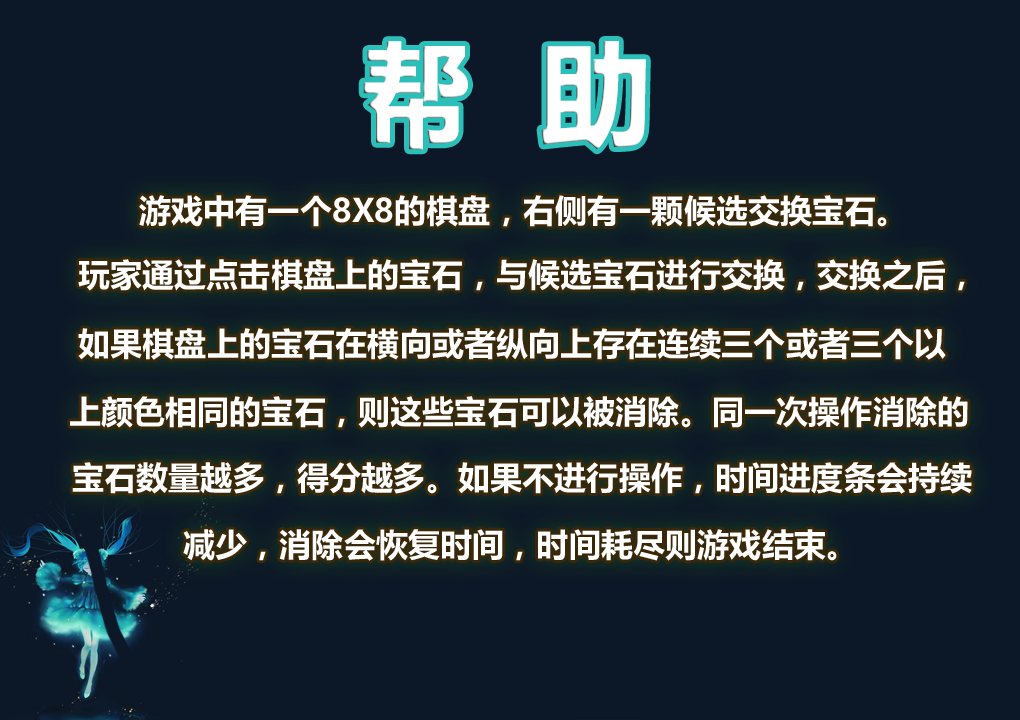 帮 助
游戏中有一个8X8的棋盘，右侧有一颗候选交换宝石。
玩家通过点击棋盘上的宝石，与候选宝石进行交换，交换之后，
如果棋盘上的宝石在横向或者纵向上存在连续三个或者三个以
上颜色相同的宝石，则这些宝石可以被消除。同一次操作消除的
宝石数量越多，得分越多。如果不进行操作，时间进度条会持续
减少，消除会恢复时间，时间耗尽则游戏结束。